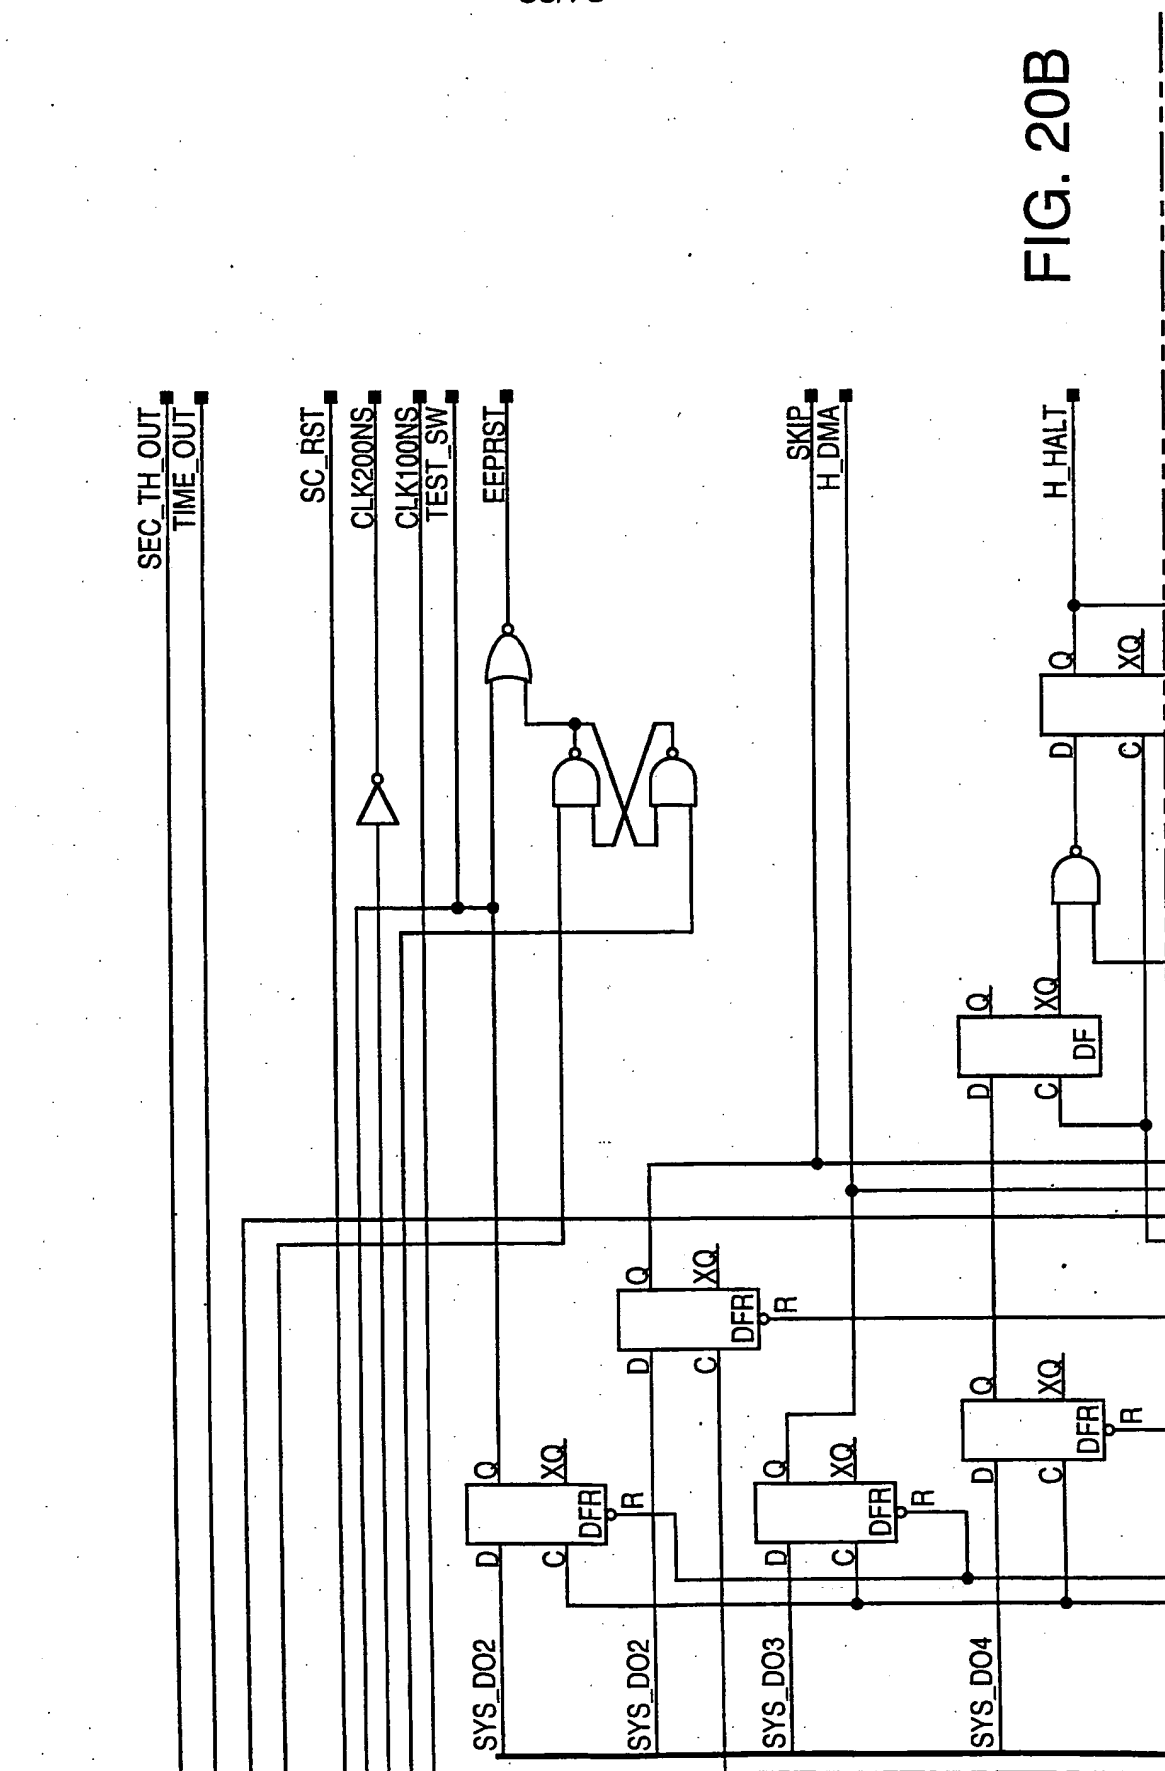 FIG. 20B
SEC_TH_OUT
TIME_OUT
SC_RST
CLK200NS
CLK100NS
TEST_SW
EEPRST
SKIP
H_DMA
H_HALT
Q
XQ
D
C
Q
XQ
D
C
DF
Q
XQ
D
C
DFR
R
Q
XQ
D
C
DFR
R
Q
XQ
D
C
DFR
R
Q
XQ
D
C
DFR
R
SYS_DO2
SYS_DO2
SYS_DO3
SYS_DO4